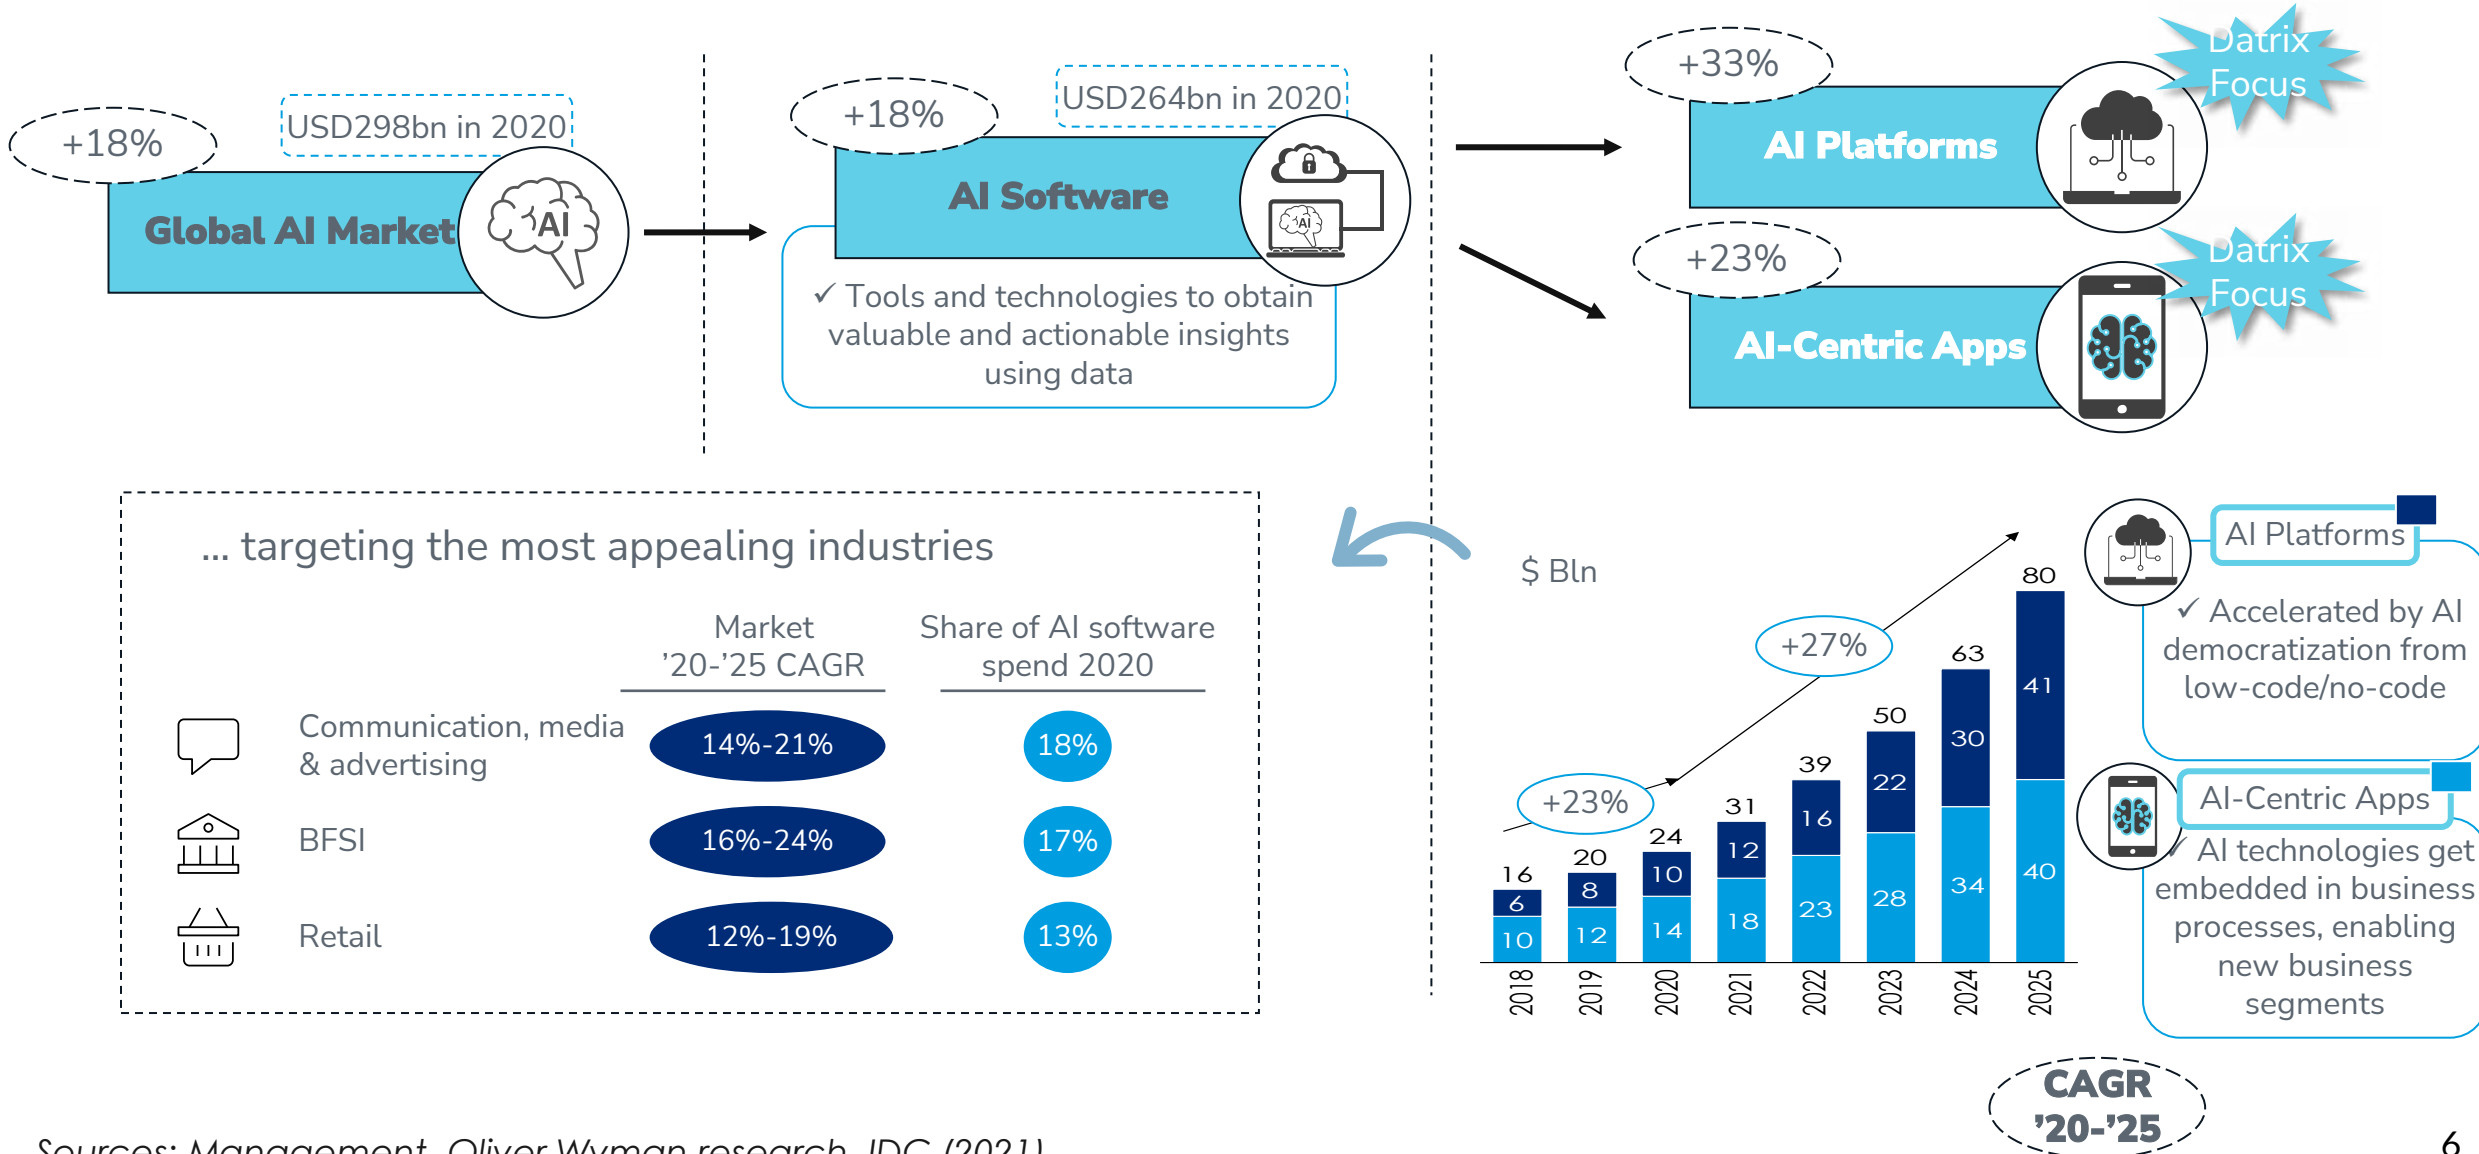 +18%
USD298bn in 2020
Global AI Market
AI
+18%
USD264bn in 2020
AI Software
AI
✓ Tools and technologies to obtain
valuable and actionable insights
using data
+33%
AI Platforms
Datrix
Focus
+23%
AI-Centric Apps
Datrix
Focus
... targeting the most appealing industries
Market
’20-’25 CAGR
Share of AI software
spend 2020
Communication, media
& advertising
14%-21%
18%
BFSI
16%-24%
17%
Retail
12%-19%
13%
$ Bln
+23%
+27%
16
6
10
20
8
12
24
10
14
31
12
18
39
16
23
50
22
28
63
30
34
80
41
40
2018
2019
2020
2021
2022
2023
2024
2025
AI Platforms
✓ Accelerated by AI
democratization from
low-code/no-code
AI-Centric Apps
✓ AI technologies get
embedded in business
processes, enabling
new business
segments
CAGR
’20-’25
Sources: Management, Oliver Wyman research, IDC (2021)
6